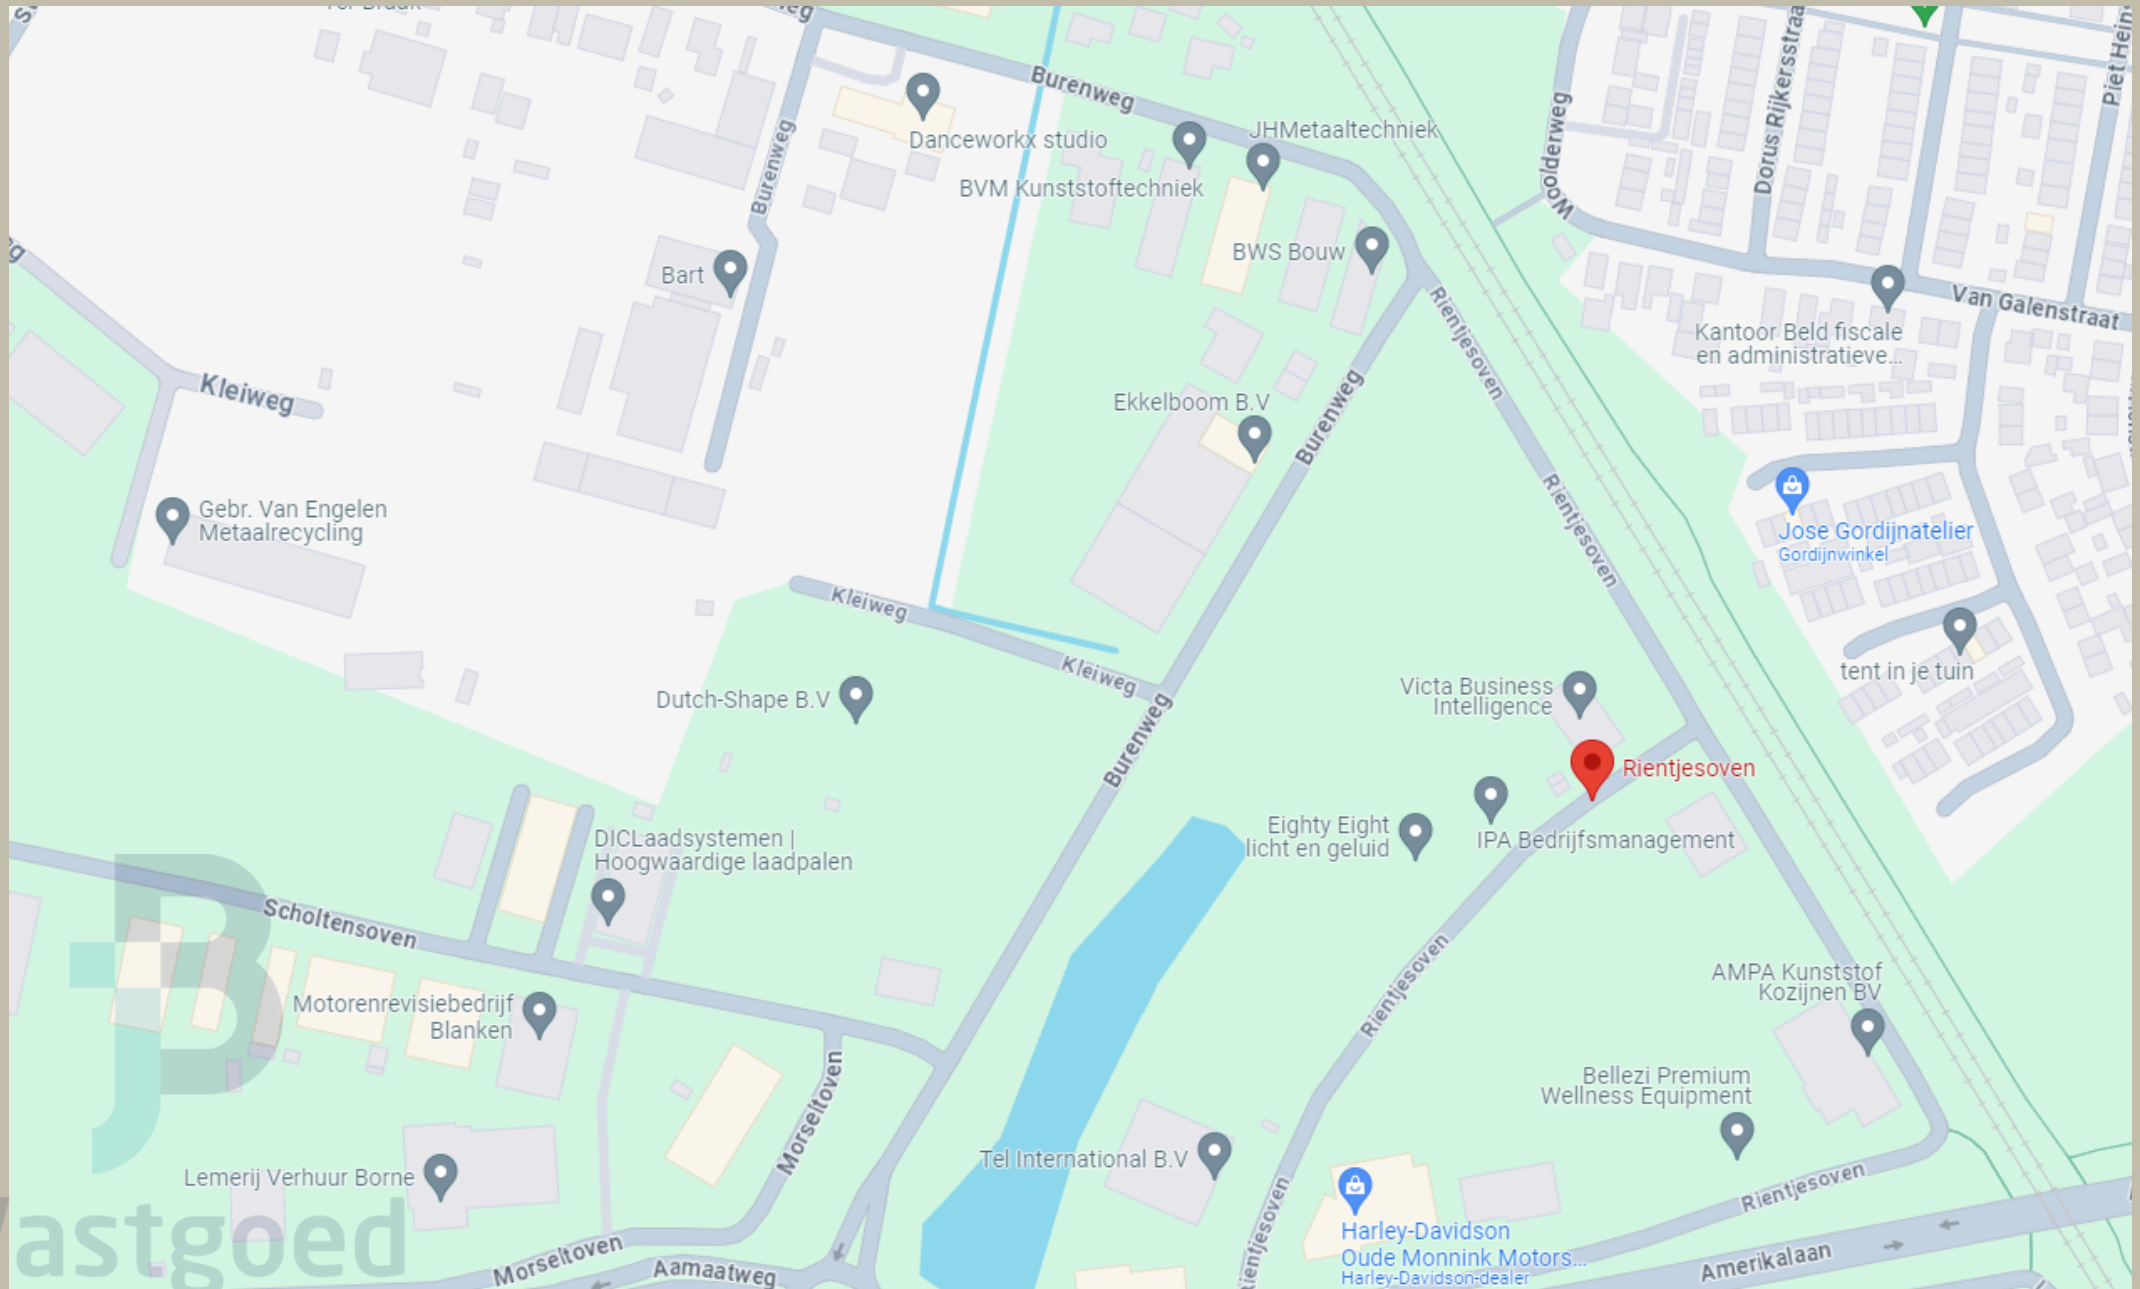 Burenweg
Dorus Rijkersstraa
Piet Hein
Woolderweg
Danceworkx studio
JHMetaaltechniek
BVM Kunststoftechniek
Burenweg
BWS Bouw
Bart
Rientjesoven
Van Galenstraat
Kantoor Beld fiscale
en administratieve...
Kleiweg
Ekkelboom B.V
Burenweg
Rientjesoven
Gebr. Van Engelen
Metaalrecycling
Jose Gordijnatelier
Gordijnwinkel
Kleiweg
Kleiweg
tent in je tuin
Dutch-Shape B.V
Victa Business
Intelligence
Burenweg
Rientjesoven
Eighty Eight
licht en geluid
IPA Bedrijfsmanagement
DICLaadsystemen |
Hoogwaardige laadpalen
Scholtensoven
Rientjesoven
AMPA Kunststof
Kozijnen BV
Motorenrevisiebedrijf
Blanken
Bellezi Premium
Wellness Equipment
Morseltoven
Tel International B.V
Lemerij Verhuur Borne
Rientjesoven
Rientjesoven
Harley-Davidson
Oude Monnink Motors...
Harley-Davidson-dealer
Amerikalaan
Morseltoven
Aamaatweg
JB
astgoed